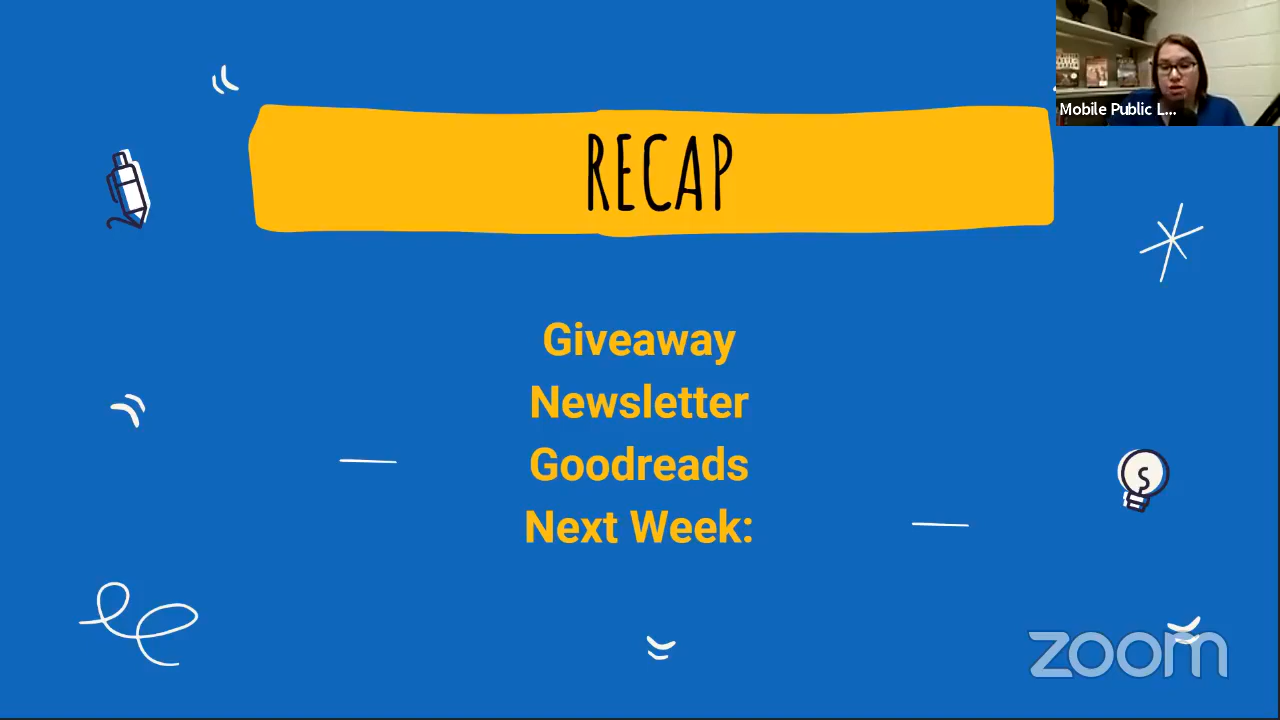 RECAP
Mobile Public L...
Giveaway
Newsletter
Goodreads
Next Week:
zoom